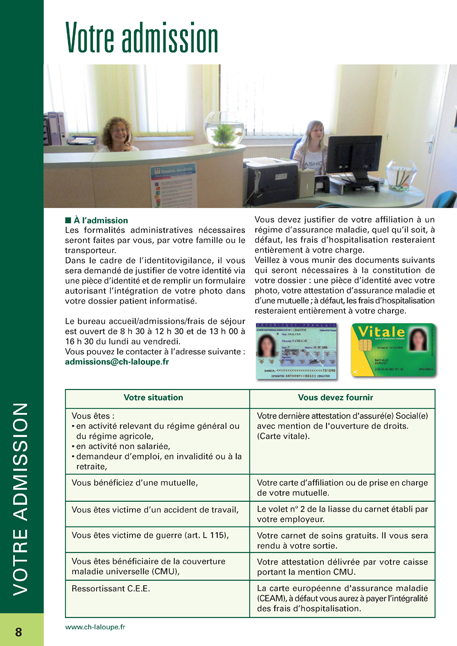 Votre admission
■ À l'admission
Les formalités administratives nécessaires
seront faites par vous, par votre famille ou le
transporteur.
Dans le cadre de l'identitovigilance, il vous
sera demandé de justifier de votre identité via
une pièce d'identité et de remplir un formulaire
autorisant l'intégration de votre photo dans
votre dossier patient informatisé.
Le bureau accueil/admissions/frais de séjour
est ouvert de 8 h 30 à 12 h 30 et de 13 h 00 à
16 h 30 du lundi au vendredi.
Vous pouvez le contacter à l'adresse suivante :
admissions@ch-laloupe.fr
Vous devez justifier de votre affiliation à un
régime d'assurance maladie, quel qu'il soit, à
défaut, les frais d'hospitalisation resteraient
entièrement à votre charge.
Veillez à vous munir des documents suivants
qui seront nécessaires à la constitution de
votre dossier : une pièce d'identité avec votre
photo, votre attestation d'assurance maladie et
d'une mutuelle ; à défaut, les frais d'hospitalisation
resteraient entièrement à votre charge.
Vitale
Votre situation
Vous devez fournir
Vous êtes :
• en activité relevant du régime général ou
du régime agricole,
• en activité non salariée,
• demandeur d'emploi, en invalidité ou à la
retraite,
Votre dernière attestation d'assuré(e) Social(e)
avec mention de l'ouverture de droits.
(Carte vitale).
Vous bénéficiez d'une mutuelle,
Votre carte d'affiliation ou de prise en charge
de votre mutuelle.
Vous êtes victime d'un accident de travail,
Le volet n° 2 de la liasse du carnet établi par
votre employeur.
Vous êtes victime de guerre (art. L 115),
Votre carnet de soins gratuits. Il vous sera
rendu à votre sortie.
Vous êtes bénéficiaire de la couverture
maladie universelle (CMU),
Votre attestation délivrée par votre caisse
portant la mention CMU.
Ressortissant C.E.E.
La carte européenne d'assurance maladie
(CEAM), à défaut vous aurez à payer l'intégralité
des frais d'hospitalisation.
VOTRE ADMISSION
8
www.ch-laloupe.fr